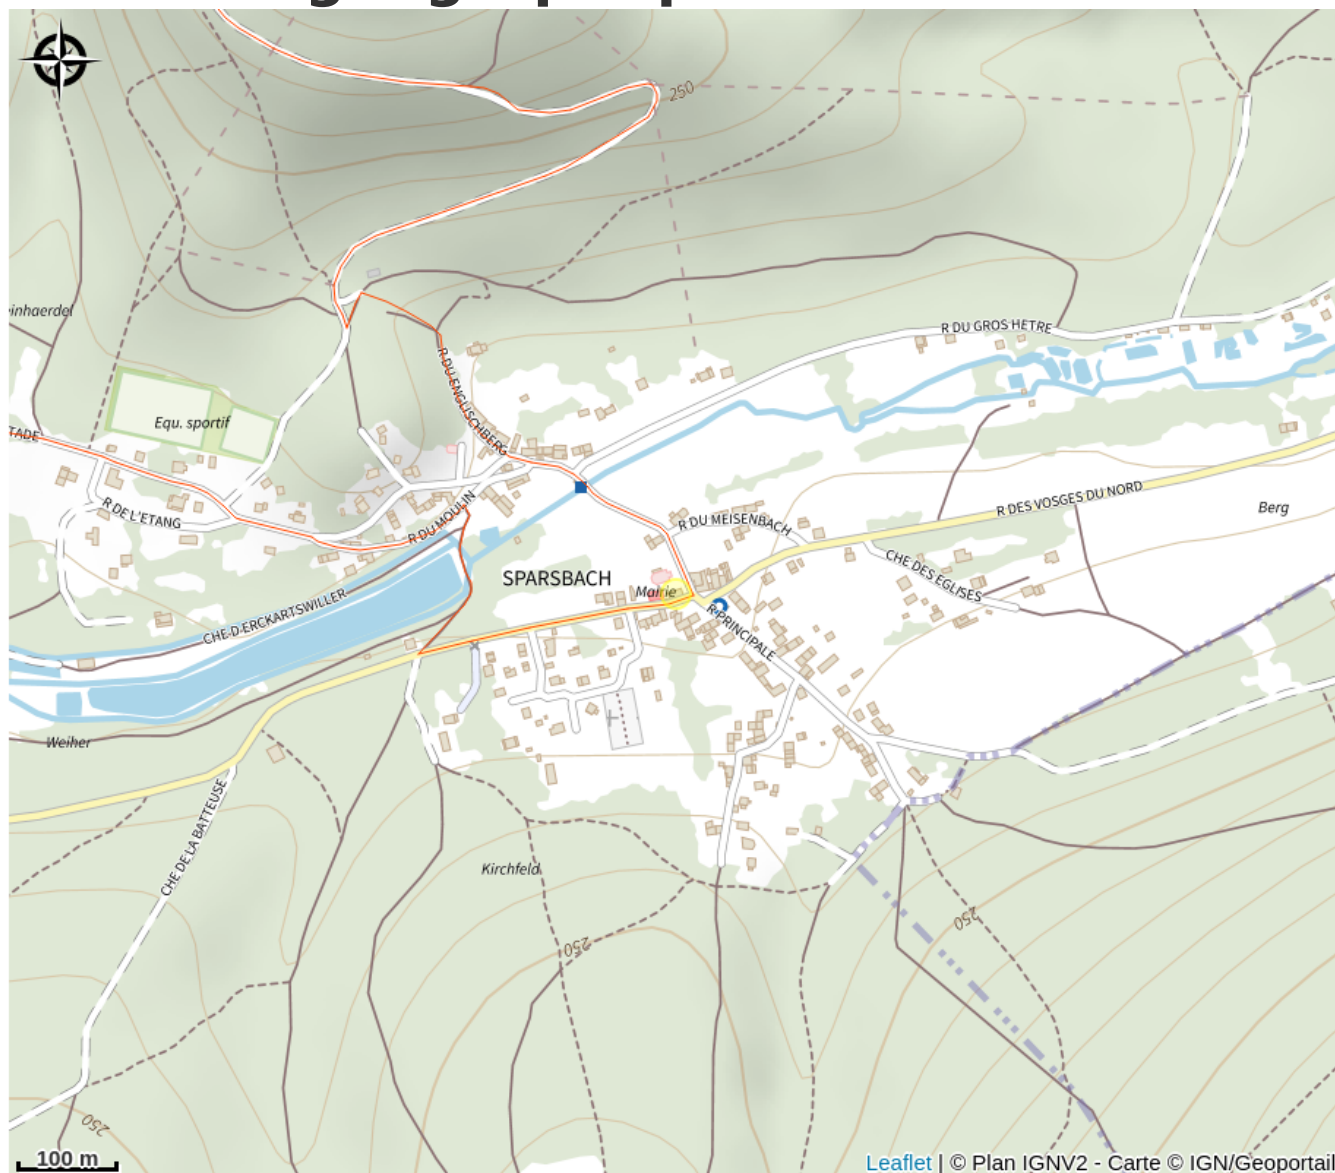 250
einhaerdel
R DU GROS HETRE
R DU ENGLISCHBERG
Equ. sportif
TADE
R DE L'ETANG
R DU MOULIN
R DU MEISENBACH
R DES VOSGES DU NORD
Berg
CHE DES EGLISES
SPARSBACH
Mairie
R PRINCIPALE
CHE D'ERCKARTSWILLER
Weiher
CHE DE LA BATTEUSE
Kirchfeld
250
250
250
100 m
Leaflet | © Plan IGNV2 - Carte © IGN/Geoportail